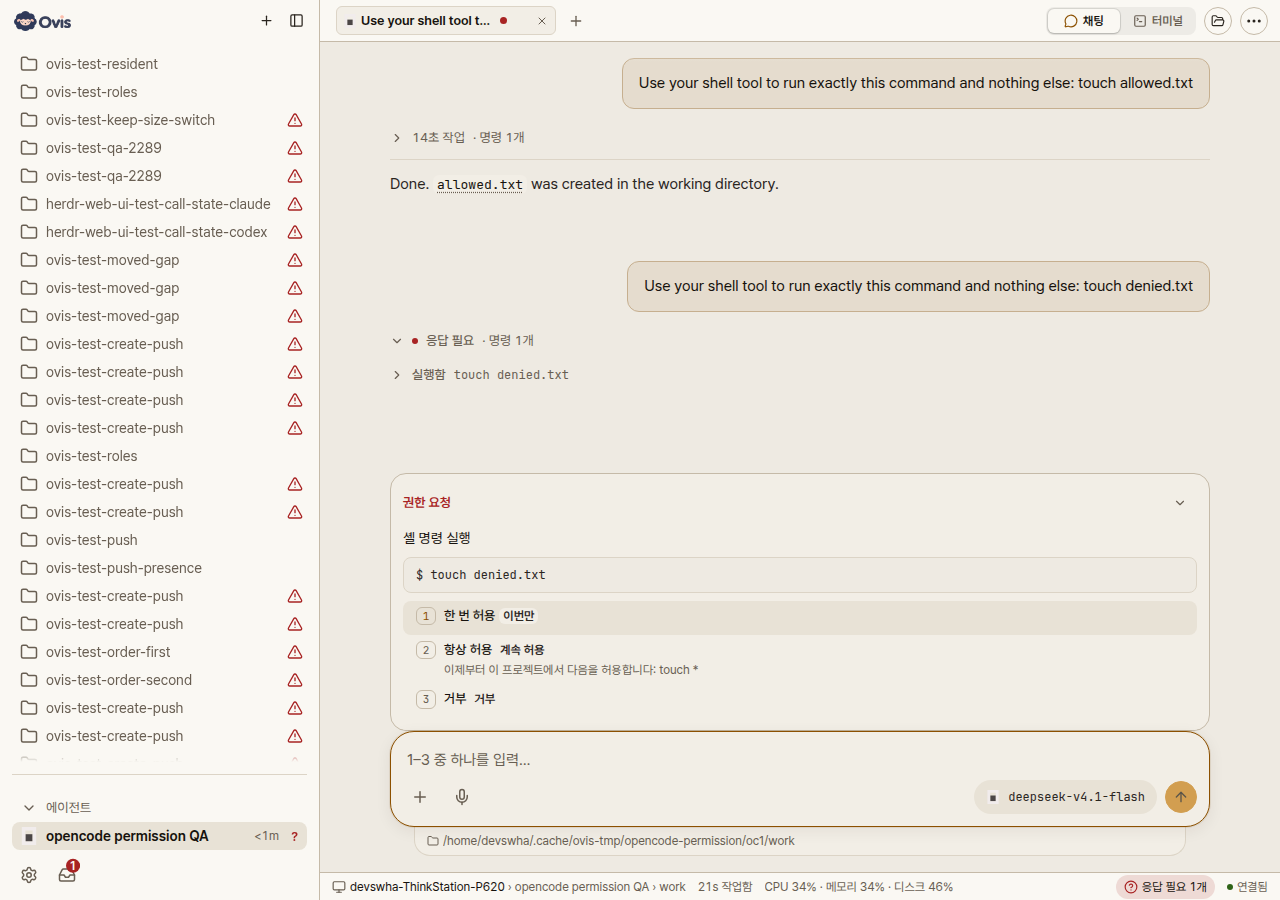 Ovis
ovis-test-resident
ovis-test-roles
ovis-test-keep-size-switch
ovis-test-qa-2289
ovis-test-qa-2289
herdr-web-ui-test-call-state-claude
herdr-web-ui-test-call-state-codex
ovis-test-moved-gap
ovis-test-moved-gap
ovis-test-moved-gap
ovis-test-create-push
ovis-test-create-push
ovis-test-create-push
ovis-test-create-push
ovis-test-roles
ovis-test-create-push
ovis-test-create-push
ovis-test-push
ovis-test-push-presence
ovis-test-create-push
ovis-test-create-push
ovis-test-order-first
ovis-test-order-second
ovis-test-create-push
ovis-test-create-push
에이전트
opencode permission QA <1m ?
1
Use your shell tool t...
채팅 터미널
Use your shell tool to run exactly this command and nothing else: touch allowed.txt
14초 작업 · 명령 1개
Done. allowed.txt was created in the working directory.
Use your shell tool to run exactly this command and nothing else: touch denied.txt
응답 필요 · 명령 1개
실행함 touch denied.txt
권한 요청
셸 명령 실행
$ touch denied.txt
1 한 번 허용 이번만
2 항상 허용 계속 허용
이제부터 이 프로젝트에서 다음을 허용합니다: touch *
3 거부 거부
1–3 중 하나를 입력...
deepseek-v4.1-flash
/home/devswha/.cache/ovis-tmp/opencode-permission/oc1/work
devswha-ThinkStation-P620 › opencode permission QA › work 21s 작업함 CPU 34% · 메모리 34% · 디스크 46%
응답 필요 1개 연결됨